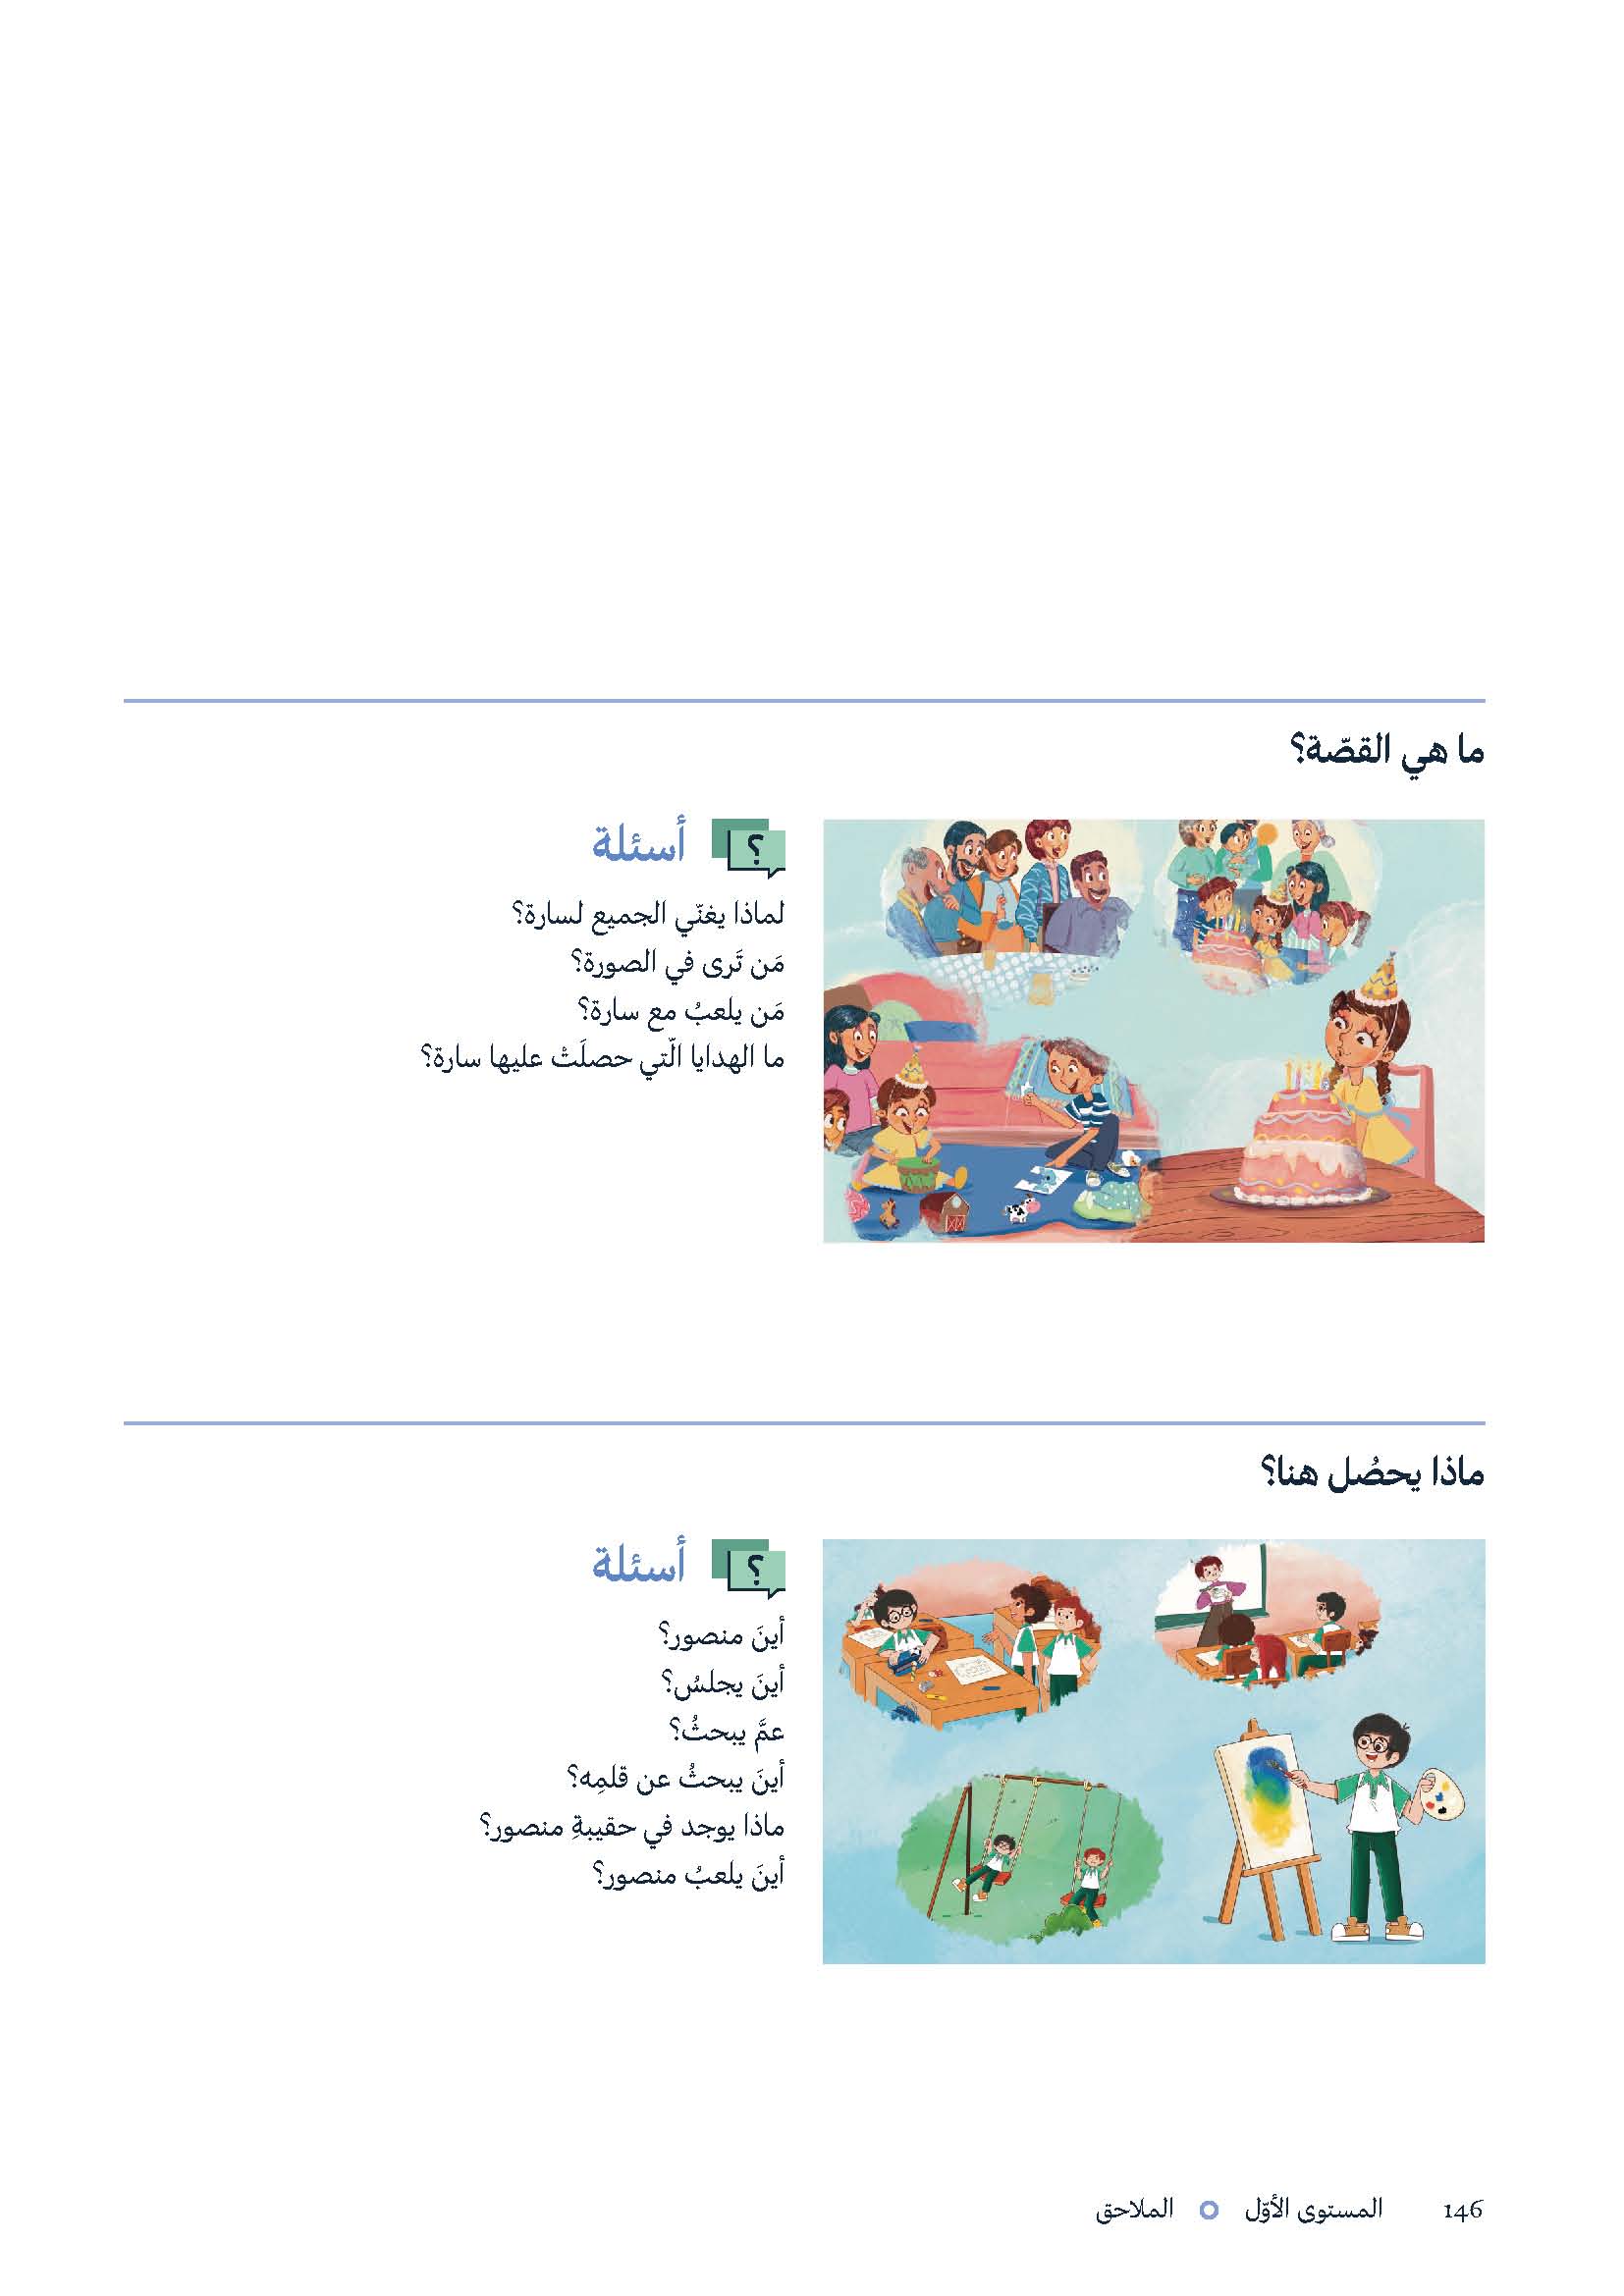 ما هي القصّة؟
؟
أسئلة
لماذا يغنّي الجميع لسارة؟
مَن تَرى في الصورة؟
مَن يلعبُ مع سارة؟
ما الهدايا الّتي حصلَتْ عليها سارة؟
ماذا يحصُل هنا؟
؟
أسئلة
أينَ منصور؟
أينَ يجلسُ؟
عمَّ يبحثُ؟
أينَ يبحثُ عن قلمِه؟
ماذا يوجد في حقيبةِ منصور؟
أينَ يلعبُ منصور؟
146 المستوى الأوّل الملاحق